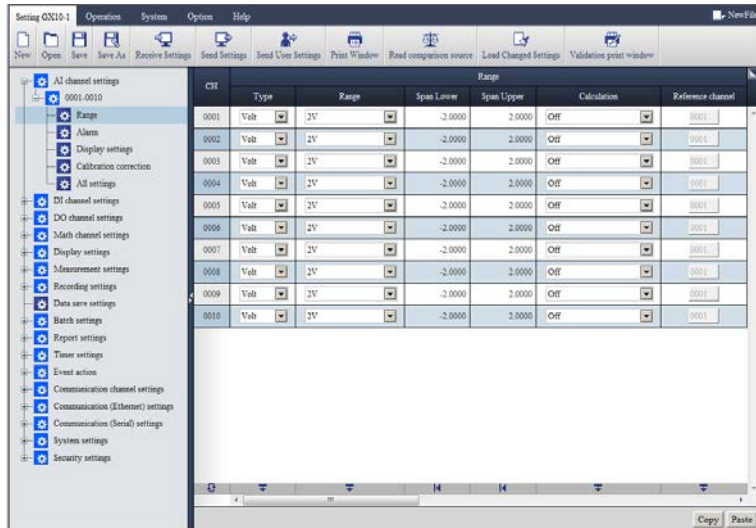 Setting GX10-1 Operation System Option Help NewFile
New Open Save Save As Receive Settings Send Settings Send User Settings Print Window Read comparison source Load Changed Settings Validation print window
AI channel settings
0001-0010
Range
Alarm
Display settings
Calibration correction
All settings
DI channel settings
DO channel settings
Math channel settings
Display settings
Measurement settings
Recording settings
Data save settings
Batch settings
Report settings
Timer settings
Event action
Communication channel settings
Communication (Ethernet) settings
Communication (Serial) settings
System settings
Security settings
CH Range
Type Range Span Lower Span Upper Calculation Reference channel
0001 Volt 2V -2.0000 2.0000 Off 0001
0002 Volt 2V -2.0000 2.0000 Off 0001
0003 Volt 2V -2.0000 2.0000 Off 0001
0004 Volt 2V -2.0000 2.0000 Off 0001
0005 Volt 2V -2.0000 2.0000 Off 0001
0006 Volt 2V -2.0000 2.0000 Off 0001
0007 Volt 2V -2.0000 2.0000 Off 0001
0008 Volt 2V -2.0000 2.0000 Off 0001
0009 Volt 2V -2.0000 2.0000 Off 0001
0010 Volt 2V -2.0000 2.0000 Off 0001
Copy Paste